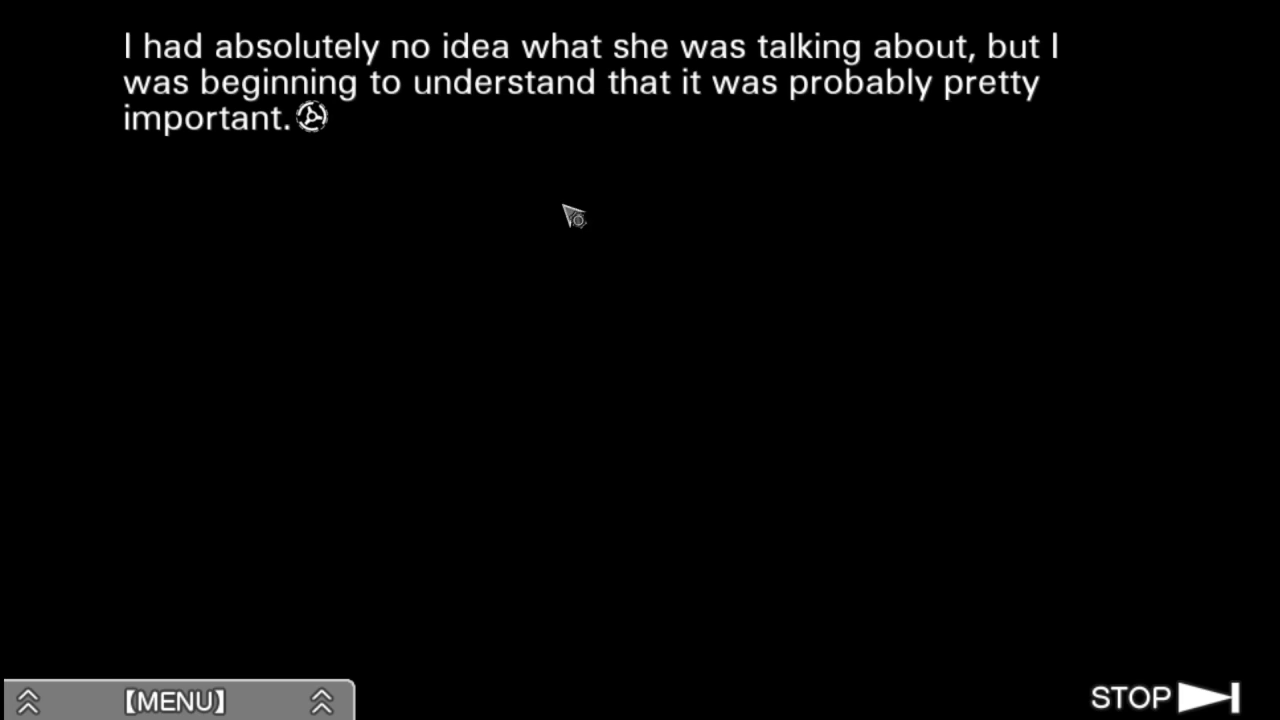 I had absolutely no idea what she was talking about, but I
was beginning to understand that it was probably pretty
important.
【MENU】
STOP